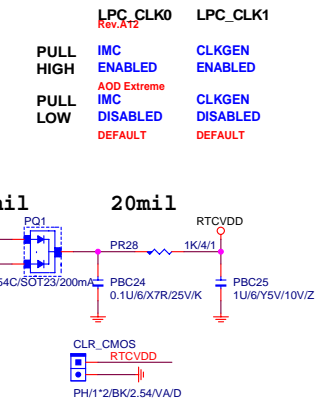 LPC_CLK0 LPC_CLK1
Rev.A12
PULL IMC CLKGEN
HIGH ENABLED ENABLED
AOD Extreme
PULL IMC CLKGEN
LOW DISABLED DISABLED
DEFAULT DEFAULT
mil 20mil
PQ1 RTCVDD
PR28 1K/4/1
54C/SOT23/200mA PBC24 PBC25
0.1U/6/X7R/25V/K 1U/6/Y5V/10V/Z
CLR_CMOS
RTCVDD
PH/1*2/BK/2.54/VA/D